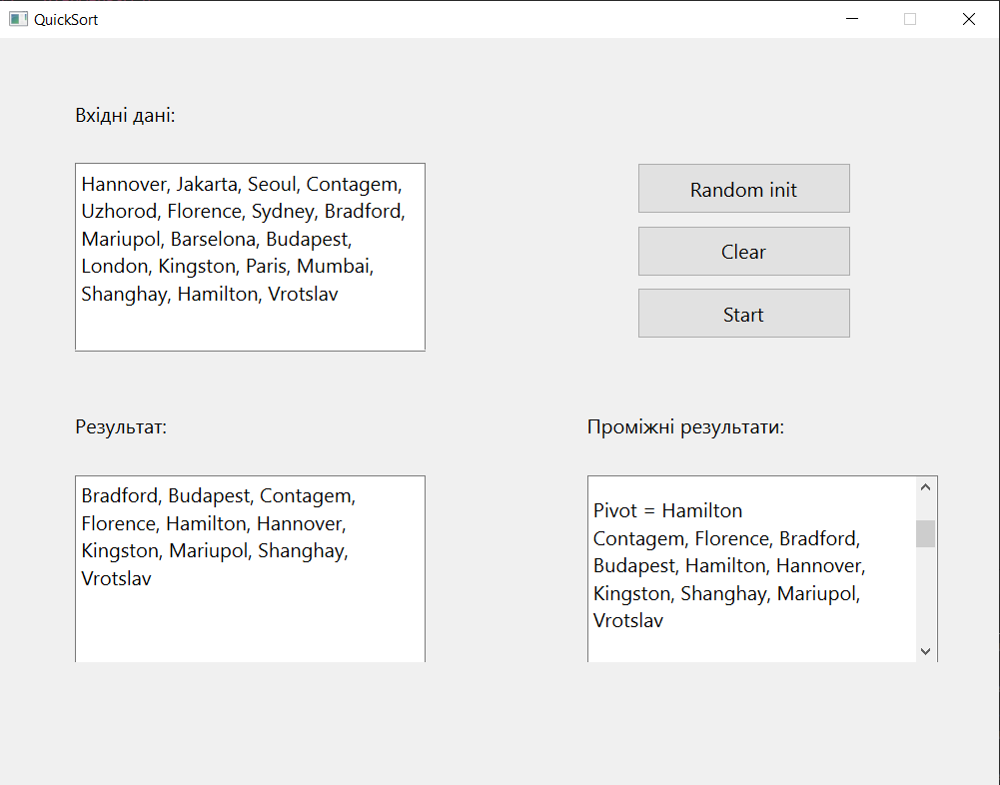 QuickSort
Вхідні дані:
Hannover, Jakarta, Seoul, Contagem,
Uzhorod, Florence, Sydney, Bradford,
Mariupol, Barselona, Budapest,
London, Kingston, Paris, Mumbai,
Shanghay, Hamilton, Vrotslav
Random init
Clear
Start
Результат:
Bradford, Budapest, Contagem,
Florence, Hamilton, Hannover,
Kingston, Mariupol, Shanghay,
Vrotslav
Проміжні результати:
Pivot = Hamilton
Contagem, Florence, Bradford,
Budapest, Hamilton, Hannover,
Kingston, Shanghay, Mariupol,
Vrotslav